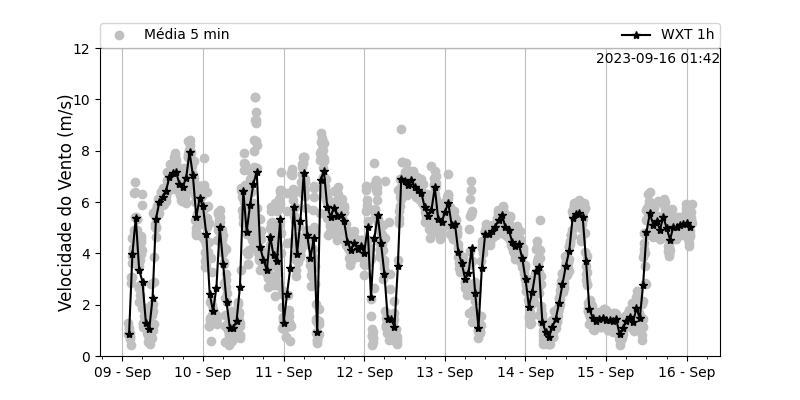 Média 5 min
WXT 1h
2023-09-16 01:42
Velocidade do Vento (m/s)
12
10
8
6
4
2
0
09 - Sep
10 - Sep
11 - Sep
12 - Sep
13 - Sep
14 - Sep
15 - Sep
16 - Sep